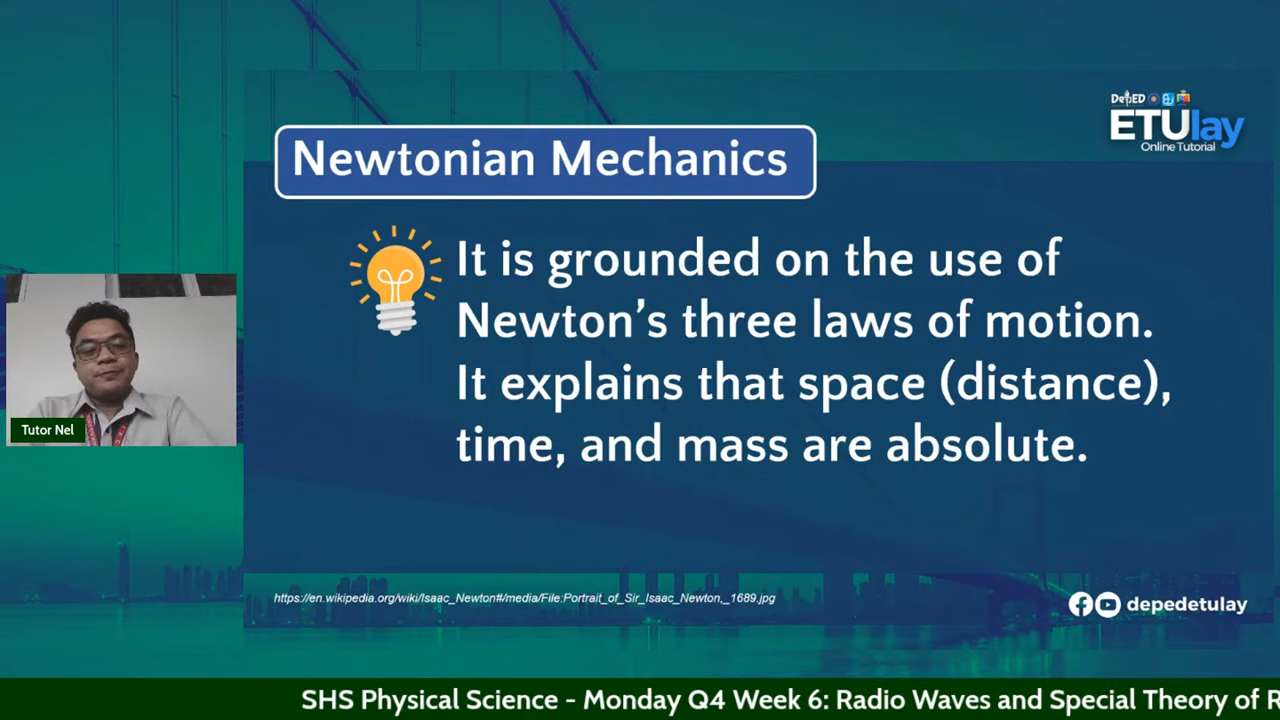 DepED
ETUlay
Online Tutorial
Newtonian Mechanics
It is grounded on the use of
Newton’s three laws of motion.
It explains that space (distance),
time, and mass are absolute.
Tutor Nel
https://en.wikipedia.org/wiki/Isaac_Newton#/media/File:Portrait_of_Sir_Isaac_Newton,_1689.jpg
depedetulay
SHS Physical Science - Monday Q4 Week 6: Radio Waves and Special Theory of R